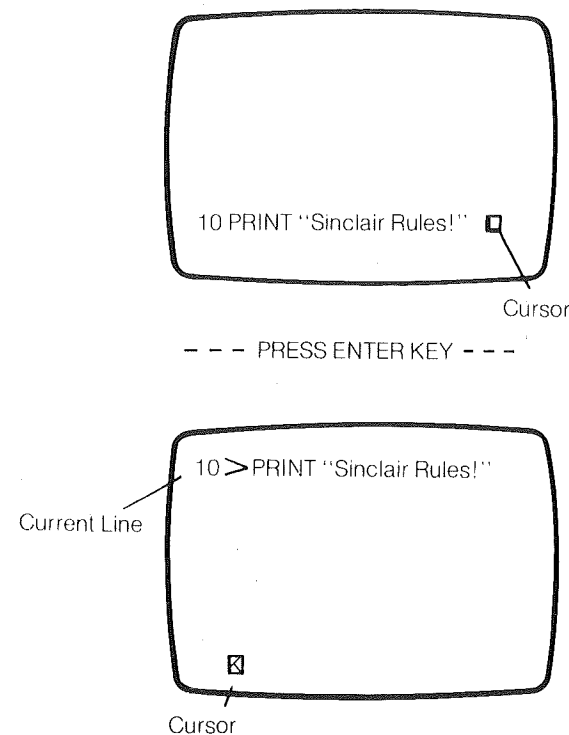 10 PRINT "Sinclair Rules!" L
Cursor
- - - PRESS ENTER KEY - - -
10 > PRINT "Sinclair Rules!"
Current Line
K
Cursor